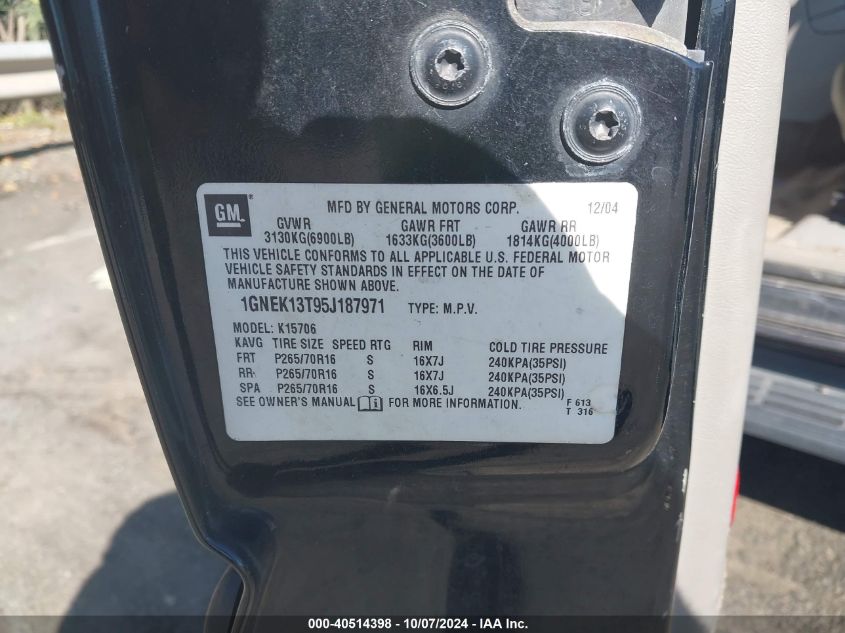 GM® MFD BY GENERAL MOTORS CORP. 12/04
GVWR GAWR FRT GAWR RR
3130KG(6900LB) 1633KG(3600LB) 1814KG(4000LB)
THIS VEHICLE CONFORMS TO ALL APPLICABLE U.S. FEDERAL MOTOR
VEHICLE SAFETY STANDARDS IN EFFECT ON THE DATE OF
MANUFACTURE SHOWN ABOVE.
1GNEK13T95J187971 TYPE: M.P.V.
MODEL: K15706
KAVG TIRE SIZE SPEED RTG RIM COLD TIRE PRESSURE
FRT P265/70R16 S 16X7J 240KPA(35PSI)
RR P265/70R16 S 16X7J 240KPA(35PSI)
SPA P265/70R16 S 16X6.5J 240KPA(35PSI)
SEE OWNER'S MANUAL FOR MORE INFORMATION. F 613
T 316
000-40514398 - 10/07/2024 - IAA Inc.